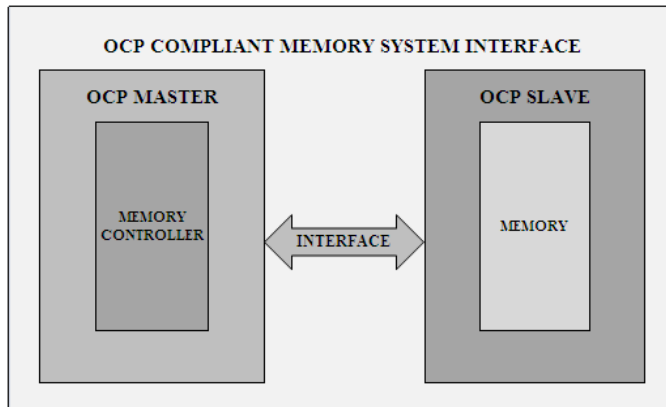 OCP COMPLIANT MEMORY SYSTEM INTERFACE
OCP MASTER
OCP SLAVE
MEMORY
CONTROLLER
INTERFACE
MEMORY